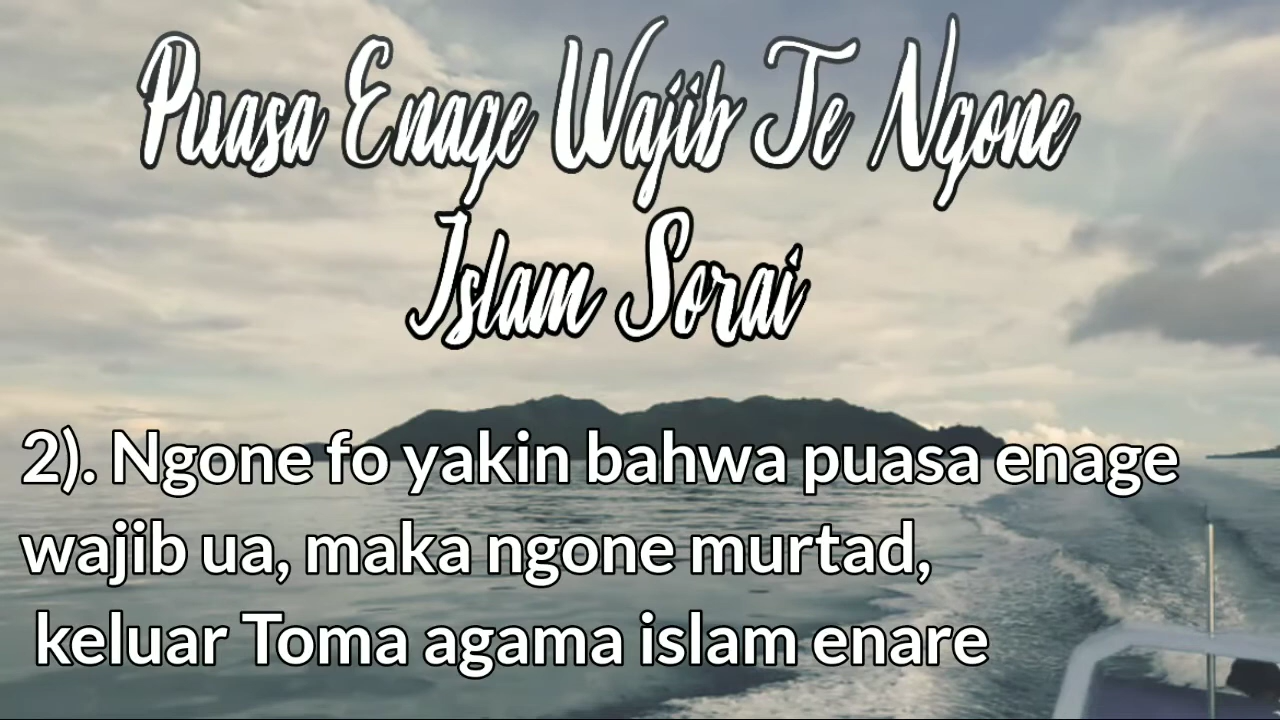 Puasa Enage Wajib Te Ngone
Islam Sorai
2). Ngone fo yakin bahwa puasa enage
wajib ua, maka ngone murtad,
keluar Toma agama islam enare